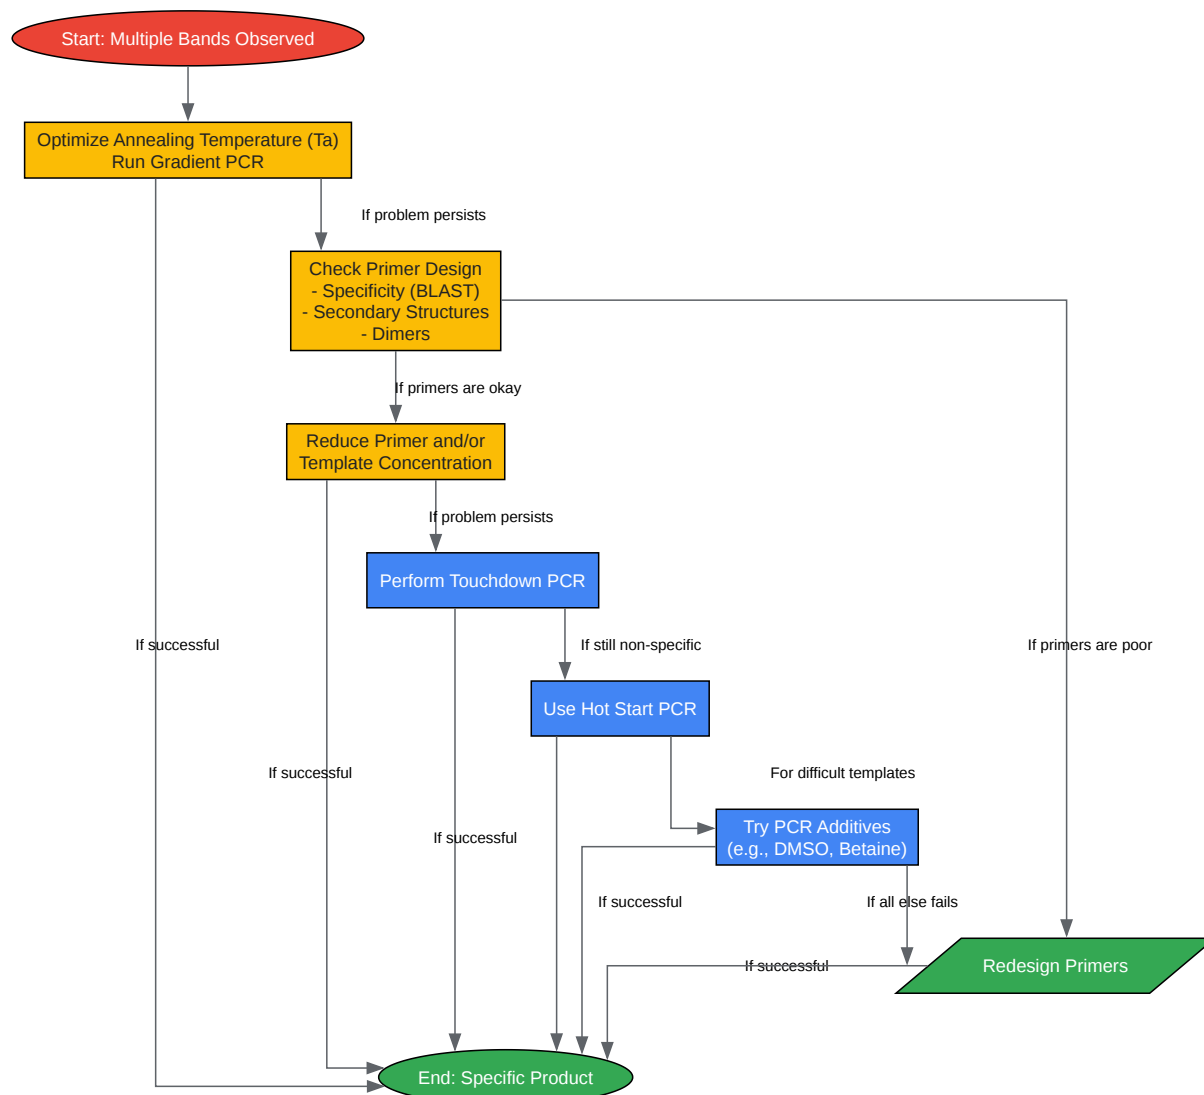 Start: Multiple Bands Observed
Optimize Annealing Temperature (Ta)
Run Gradient PCR
If problem persists
Check Primer Design
- Specificity (BLAST)
- Secondary Structures
- Dimers
If primers are okay
Reduce Primer and/or
Template Concentration
If problem persists
Perform Touchdown PCR
If successful
If still non-specific
If primers are poor
Use Hot Start PCR
If successful
For difficult templates
Try PCR Additives
(e.g., DMSO, Betaine)
If successful
If successful
If all else fails
If successful
Redesign Primers
End: Specific Product